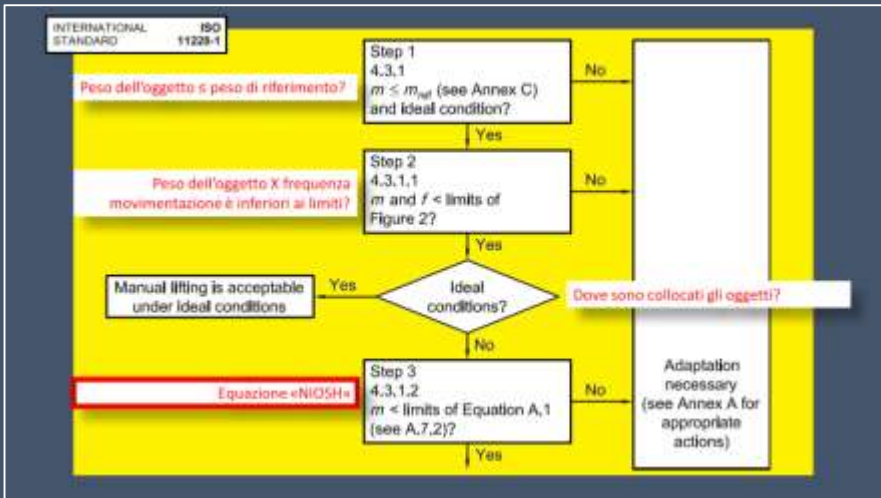 INTERNATIONAL ISO
STANDARD 11228-1
Step 1
4.3.1
m ≤ mref (see Annex C)
and ideal condition?
No
Peso dell'oggetto ≤ peso di riferimento?
Yes
Step 2
4.3.1.1
m and f < limits of
Figure 2?
No
Peso dell'oggetto X frequenza
movimentazione è inferiori ai limiti?
Yes
Ideal
conditions?
Yes
Manual lifting is acceptable
under ideal conditions
Dove sono collocati gli oggetti?
No
Step 3
4.3.1.2
m < limits of Equation A.1
(see A.7.2)?
No
Equazione «NIOSH»
Adaptation
necessary
(see Annex A for
appropriate
actions)
Yes